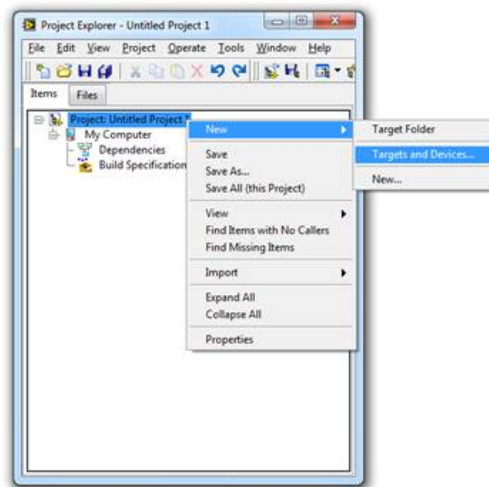 Project Explorer - Untitled Project 1
File Edit View Project Operate Tools Window Help
Items Files
Project: Untitled Project 1
My Computer
Dependencies
Build Specification
New
Save
Save As...
Save All (this Project)
View
Find Items with No Callers
Find Missing Items
Import
Expand All
Collapse All
Properties
Target Folder
Targets and Devices...
New...